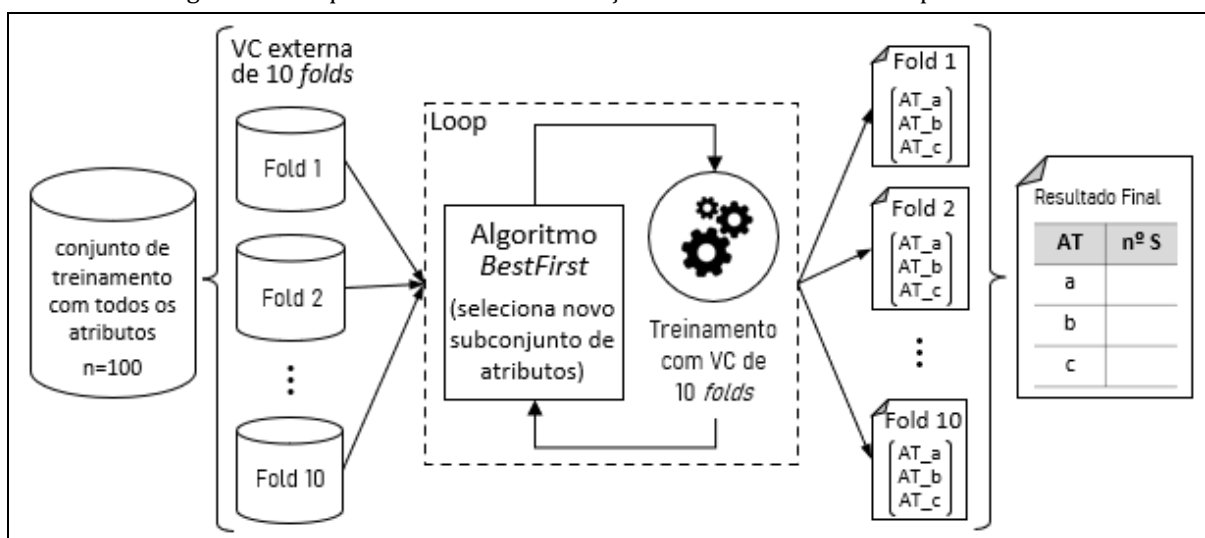 VC externa
de 10 folds
conjunto de
treinamento
com todos os
atributos
n=100
Fold 1
Fold 2
Fold 10
Loop
Algoritmo
BestFirst
(seleciona novo
subconjunto de
atributos)
Treinamento
com VC de
10 folds
Fold 1
AT_a
AT_b
AT_c
Fold 2
AT_a
AT_b
AT_c
Fold 10
AT_a
AT_b
AT_c
Resultado Final
AT nº S
a
b
c